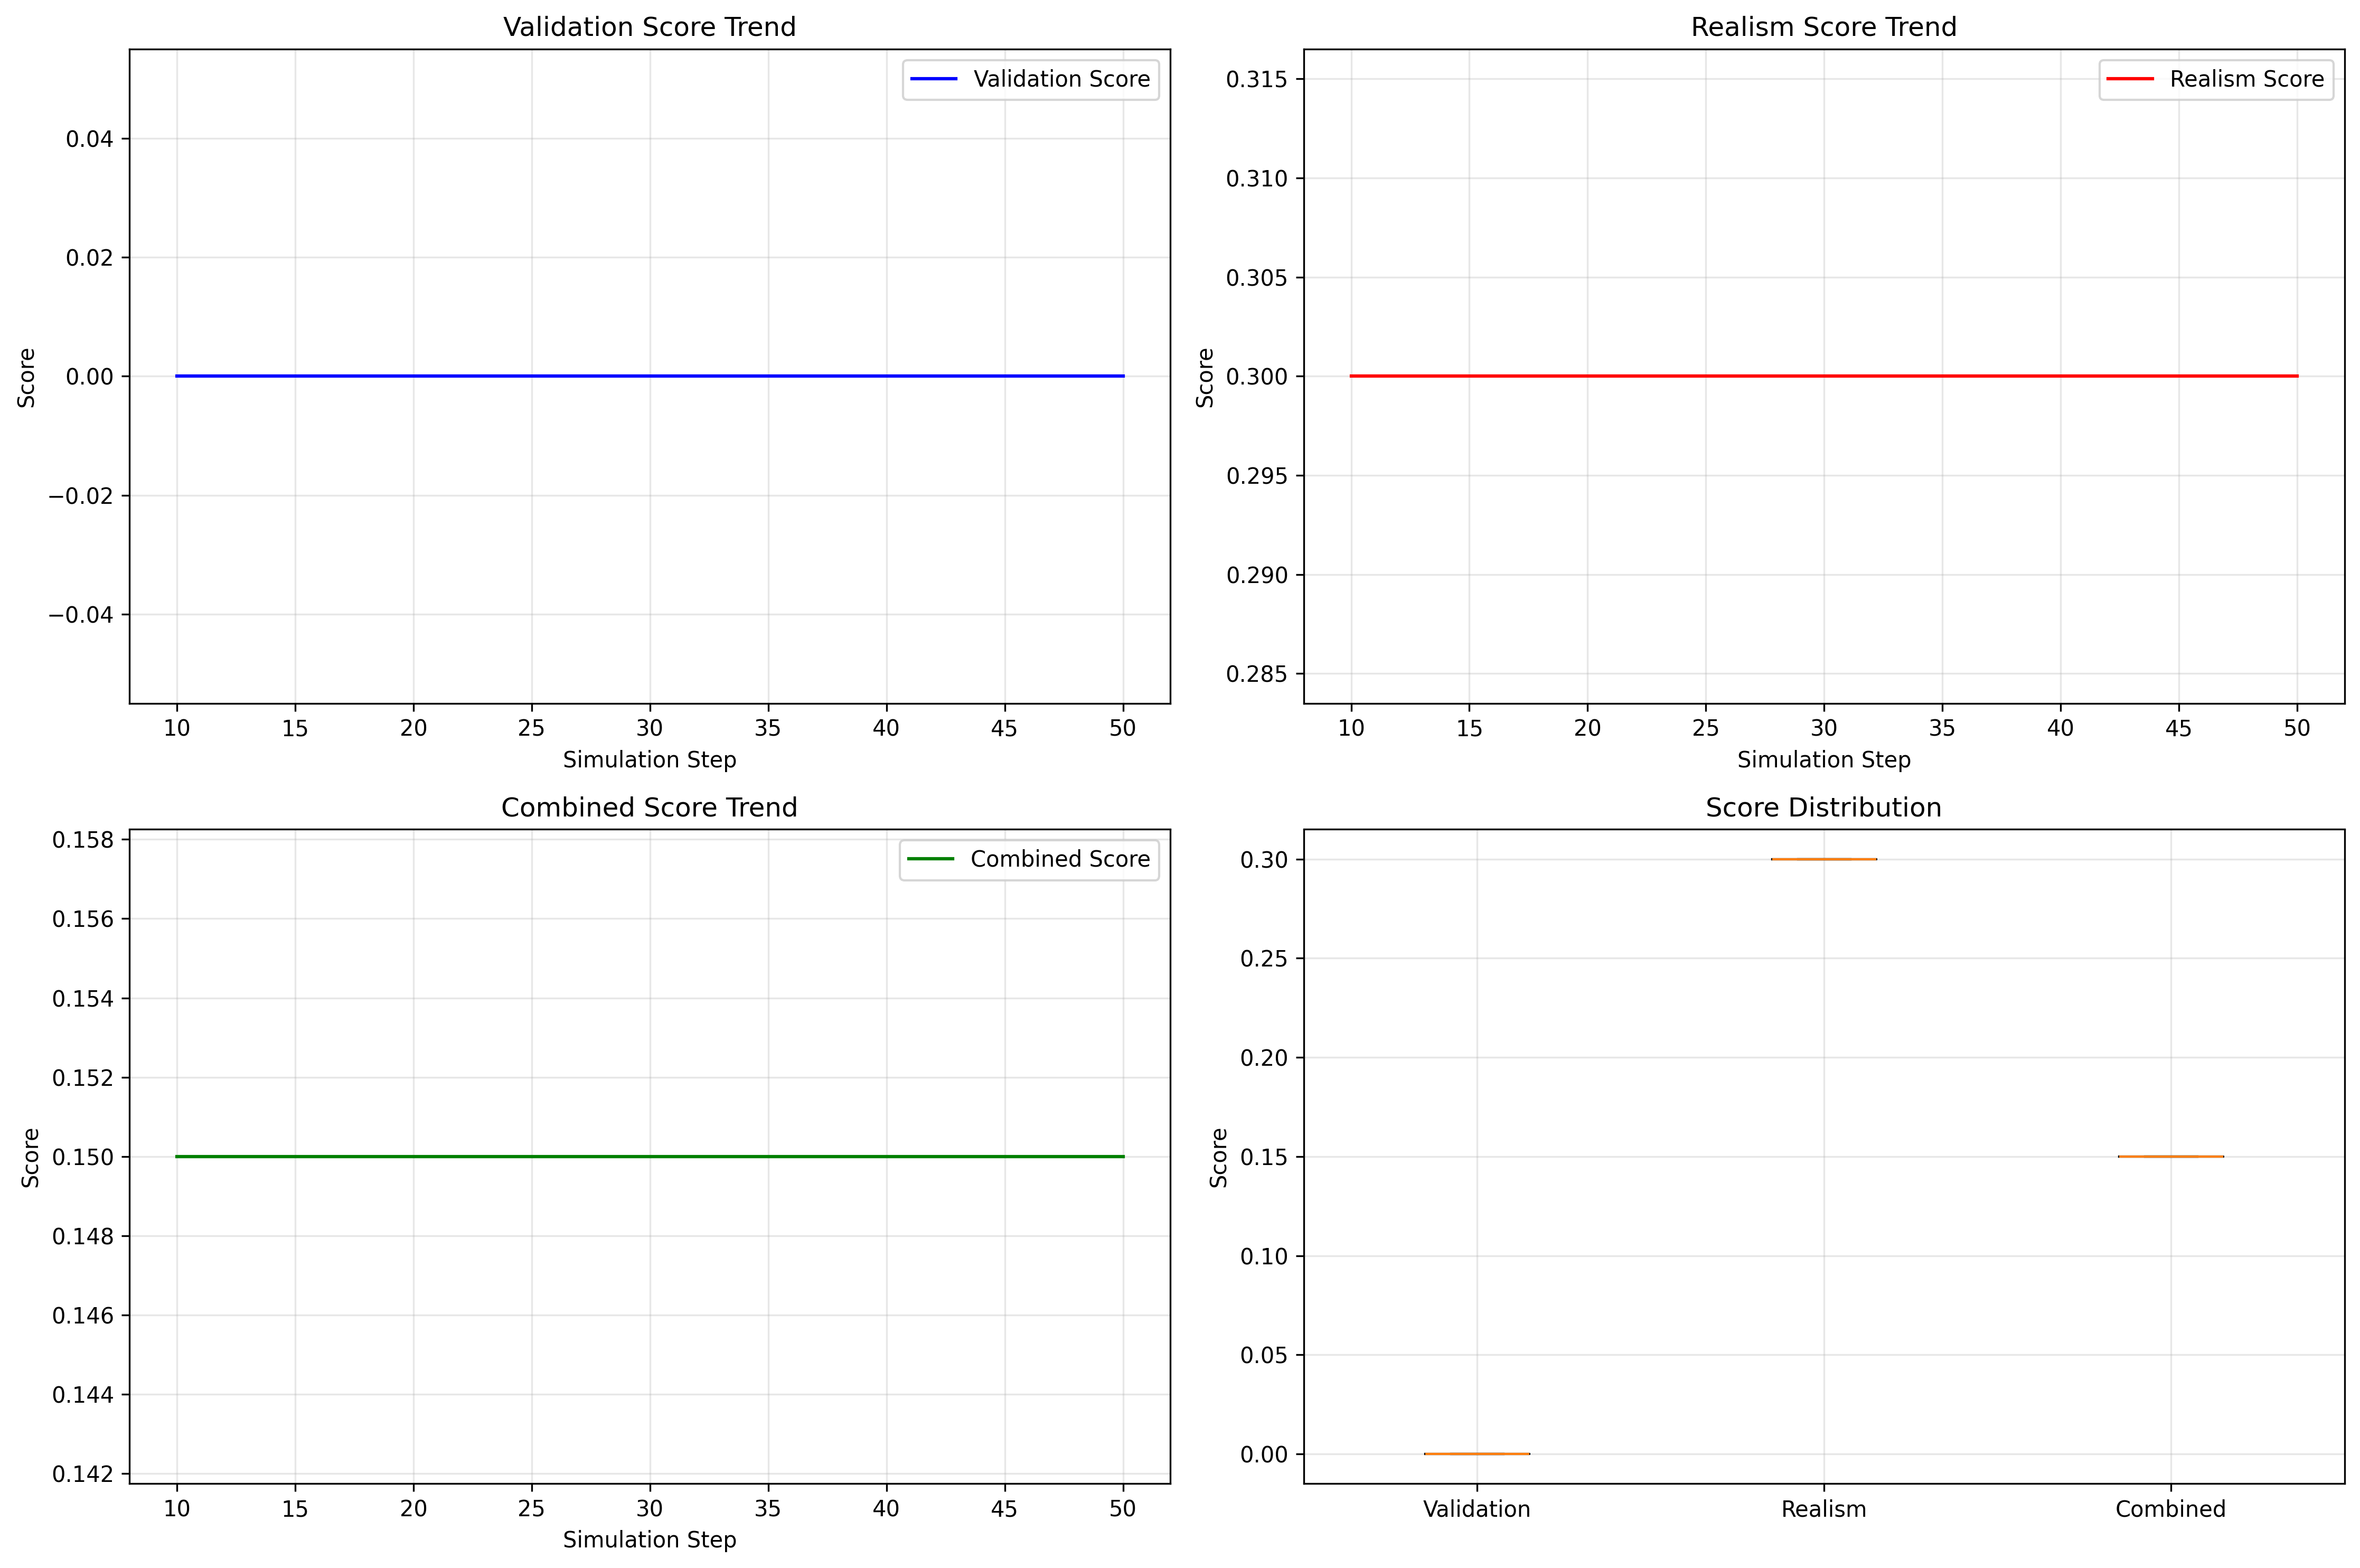 Validation Score Trend
Validation Score
0.04
0.02
0.00
−0.02
−0.04
Score
10 15 20 25 30 35 40 45 50
Simulation Step
Realism Score Trend
Realism Score
0.315
0.310
0.305
0.300
0.295
0.290
0.285
Score
10 15 20 25 30 35 40 45 50
Simulation Step
Combined Score Trend
Combined Score
0.158
0.156
0.154
0.152
0.150
0.148
0.146
0.144
0.142
Score
10 15 20 25 30 35 40 45 50
Simulation Step
Score Distribution
0.30
0.25
0.20
0.15
0.10
0.05
0.00
Score
Validation Realism Combined